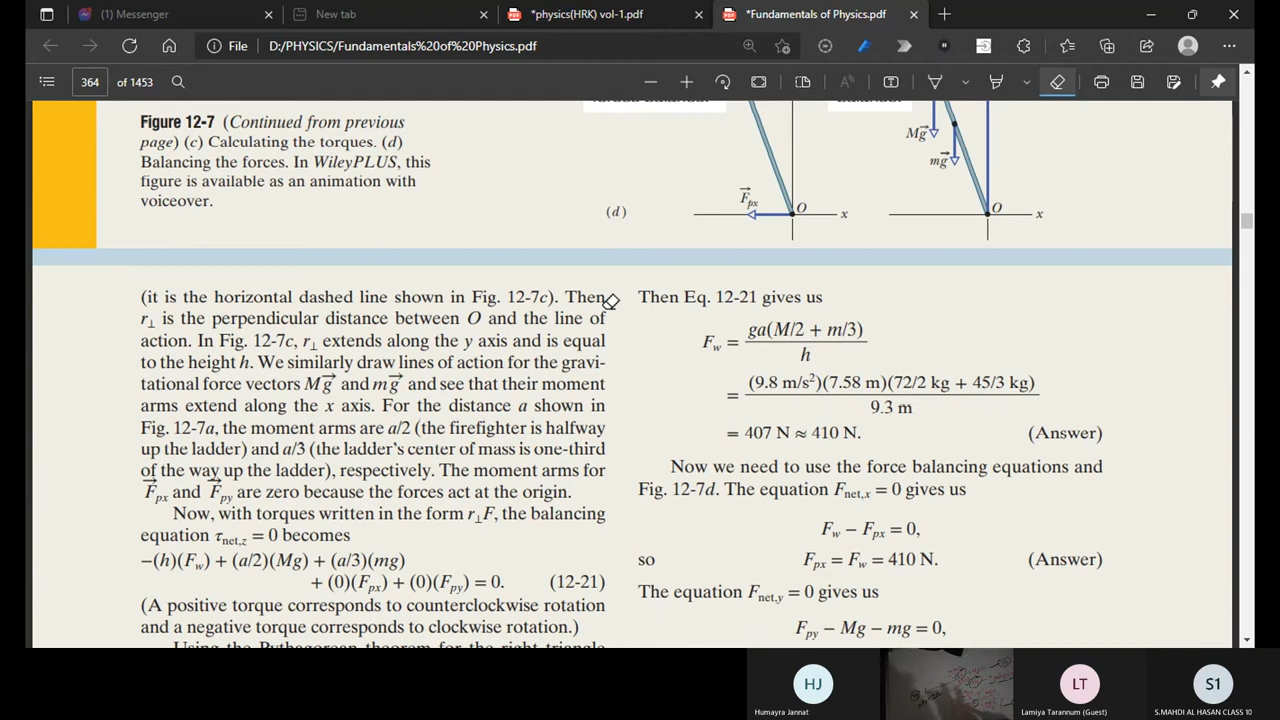 (1) Messenger
New tab
*physics(HRK) vol-1.pdf
*Fundamentals of Physics.pdf
File
D:/PHYSICS/Fundamentals%20of%20Physics.pdf
364 of 1453
Figure 12-7 (Continued from previous
page) (c) Calculating the torques. (d)
Balancing the forces. In WileyPLUS, this
figure is available as an animation with
voiceover.
(d)
F⃗px
O
x
Mg⃗
mg⃗
O
x
(it is the horizontal dashed line shown in Fig. 12-7c). Then
r⊥ is the perpendicular distance between O and the line of
action. In Fig. 12-7c, r⊥ extends along the y axis and is equal
to the height h. We similarly draw lines of action for the gravi-
tational force vectors Mg⃗ and mg⃗ and see that their moment
arms extend along the x axis. For the distance a shown in
Fig. 12-7a, the moment arms are a/2 (the firefighter is halfway
up the ladder) and a/3 (the ladder's center of mass is one-third
of the way up the ladder), respectively. The moment arms for
F⃗px and F⃗py are zero because the forces act at the origin.
Now, with torques written in the form r⊥F, the balancing
equation τnet,z = 0 becomes
−(h)(Fw) + (a/2)(Mg) + (a/3)(mg)
+ (0)(Fpx) + (0)(Fpy) = 0. (12-21)
(A positive torque corresponds to counterclockwise rotation
and a negative torque corresponds to clockwise rotation.)
Using the Pythagorean theorem for the right triangle
Then Eq. 12-21 gives us
Fw = ga(M/2 + m/3)
h
= (9.8 m/s²)(7.58 m)(72/2 kg + 45/3 kg)
9.3 m
= 407 N ≈ 410 N. (Answer)
Now we need to use the force balancing equations and
Fig. 12-7d. The equation Fnet,x = 0 gives us
Fw − Fpx = 0,
so Fpx = Fw = 410 N. (Answer)
The equation Fnet,y = 0 gives us
Fpy − Mg − mg = 0,
HJ
Humayra Jannat
LT
Lamiya Tarannum (Guest)
S1
S.MAHDI AL HASAN CLASS 10